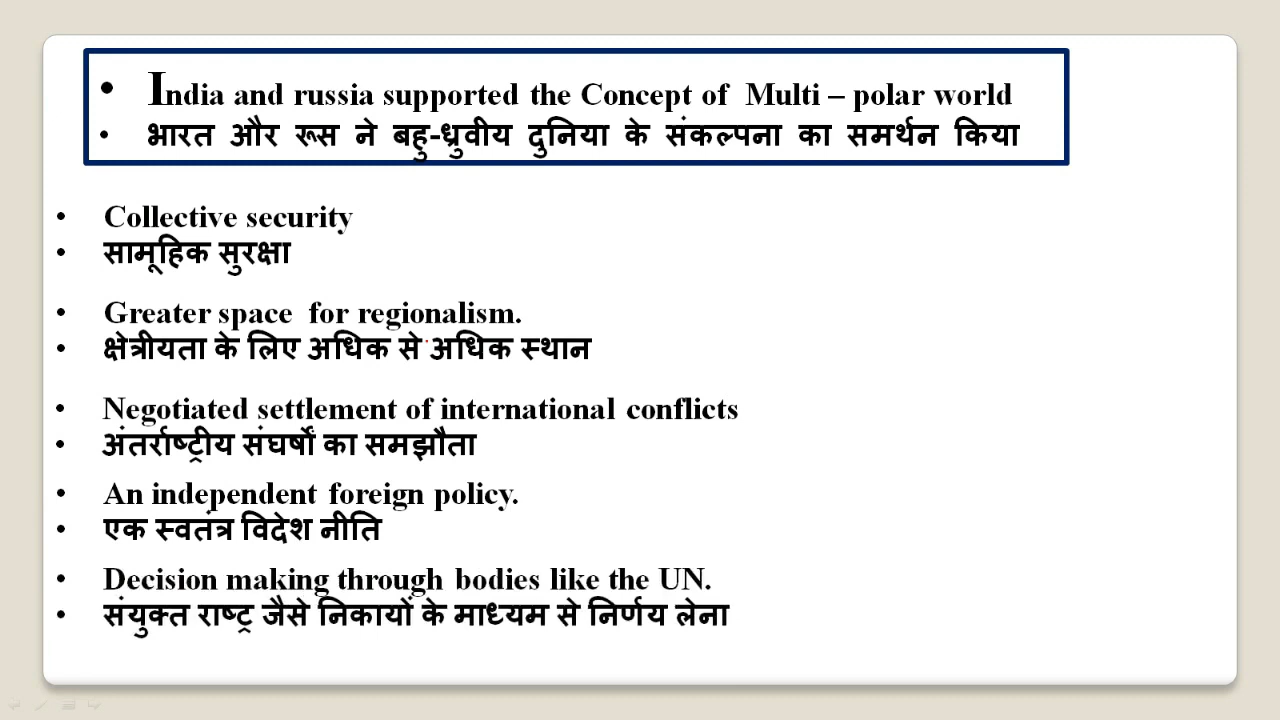 India and russia supported the Concept of Multi – polar world
भारत और रूस ने बहु-ध्रुवीय दुनिया के संकल्पना का समर्थन किया
Collective security
सामूहिक सुरक्षा
Greater space for regionalism.
क्षेत्रीयता के लिए अधिक से अधिक स्थान
Negotiated settlement of international conflicts
अंतर्राष्ट्रीय संघर्षों का समझौता
An independent foreign policy.
एक स्वतंत्र विदेश नीति
Decision making through bodies like the UN.
संयुक्त राष्ट्र जैसे निकायों के माध्यम से निर्णय लेना